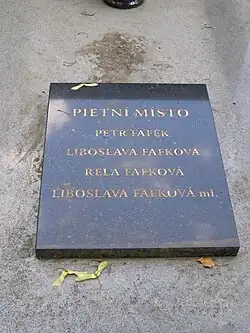 PIETNÍ MÍSTO
PETR FAFEK
LIBOSLAVA FAFKOVÁ
RELA FAFKOVÁ
LIBOSLAVA FAFKOVÁ ml.